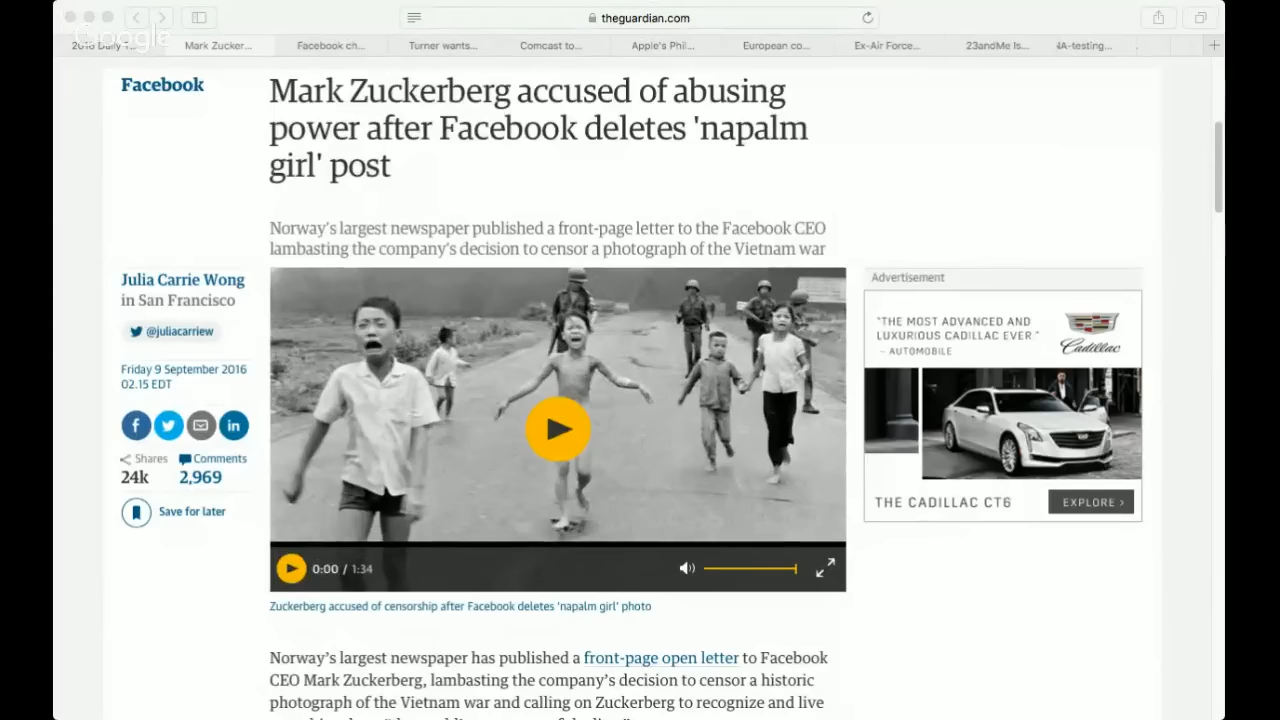 theguardian.com
Google
2016 Daily T...
Mark Zucker...
Facebook ch...
Turner wants...
Comcast to...
Apple's Phil...
European co...
Ex-Air Force...
23andMe Is...
-testing...
Facebook
Mark Zuckerberg accused of abusing
power after Facebook deletes 'napalm
girl' post
Norway's largest newspaper published a front-page letter to the Facebook CEO
lambasting the company's decision to censor a photograph of the Vietnam war
Julia Carrie Wong
in San Francisco
@juliacarriew
Friday 9 September 2016
02.15 EDT
Shares
24k
Comments
2,969
Save for later
0:00 / 1:34
Zuckerberg accused of censorship after Facebook deletes 'napalm girl' photo
Advertisement
"THE MOST ADVANCED AND
LUXURIOUS CADILLAC EVER."
– AUTOMOBILE
Cadillac
THE CADILLAC CT6
EXPLORE >
Norway's largest newspaper has published a front-page open letter to Facebook
CEO Mark Zuckerberg, lambasting the company's decision to censor a historic
photograph of the Vietnam war and calling on Zuckerberg to recognize and live